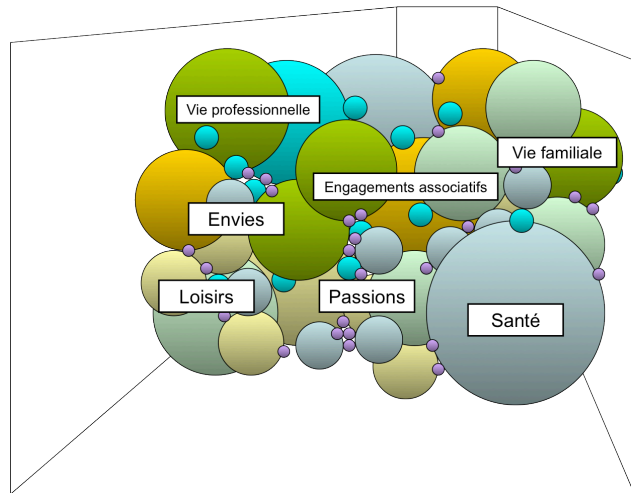 Vie professionnelle
Vie familiale
Engagements associatifs
Envies
Loisirs
Passions
Santé